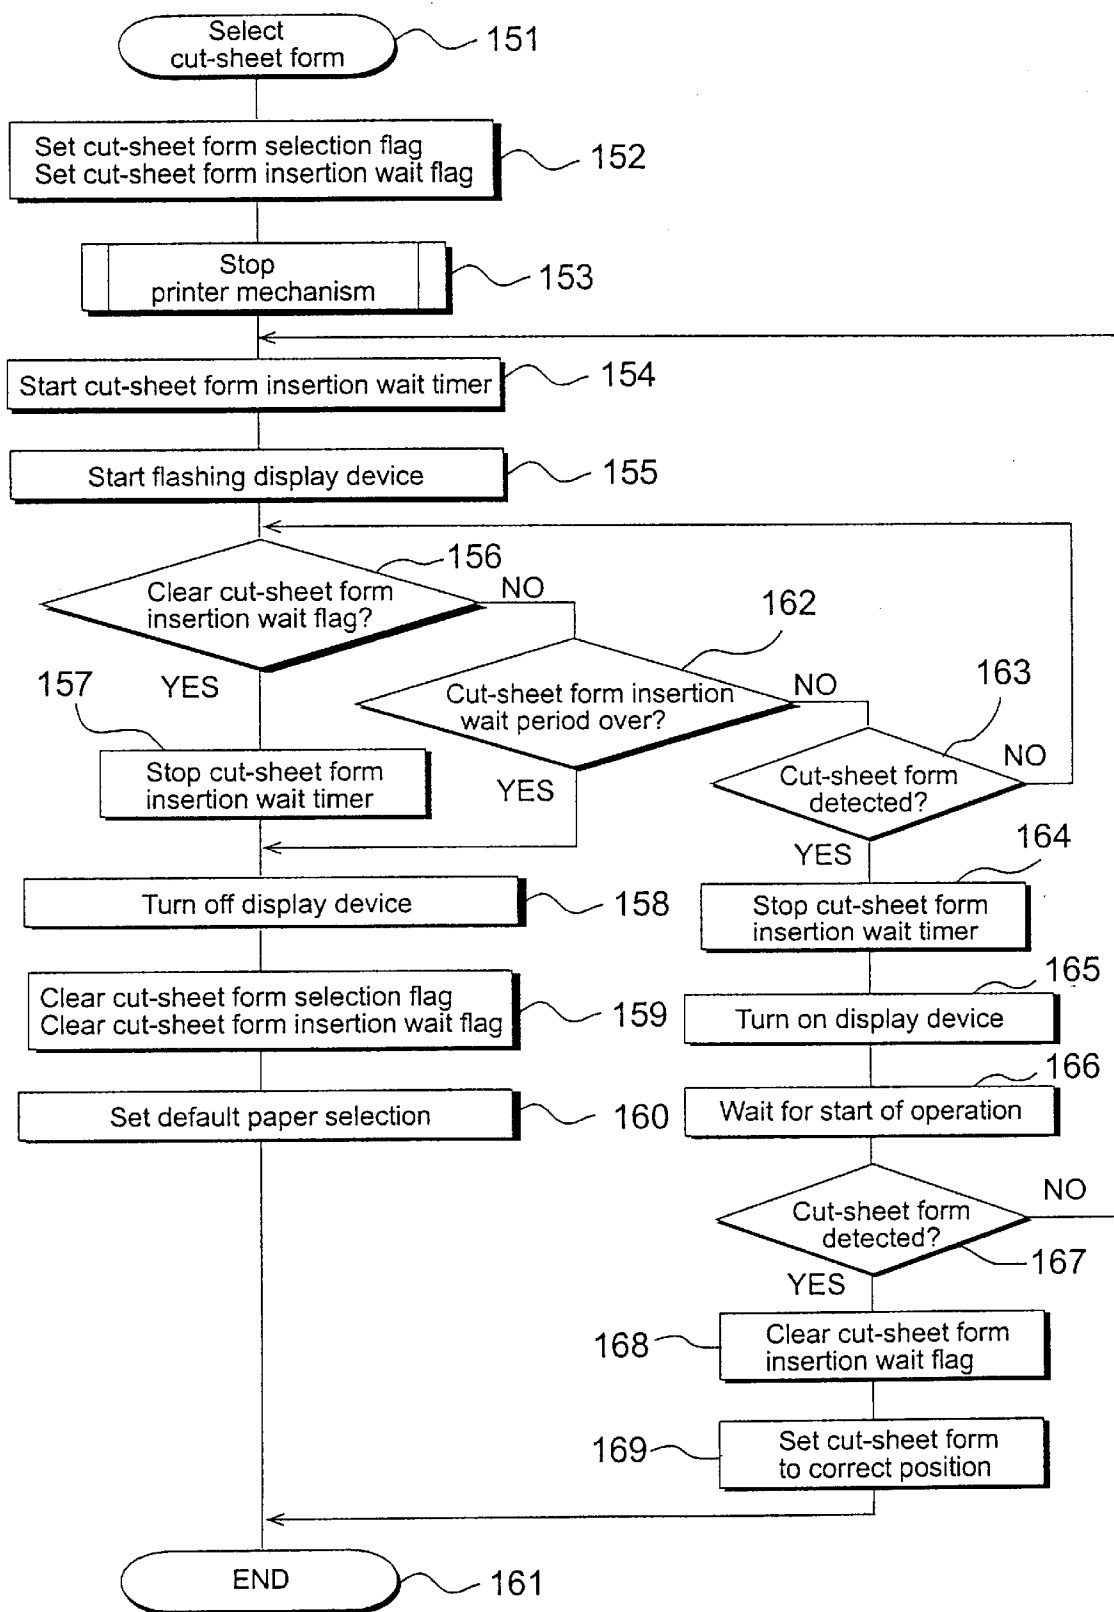 Select
cut-sheet form
151
Set cut-sheet form selection flag
Set cut-sheet form insertion wait flag
152
Stop
printer mechanism
153
Start cut-sheet form insertion wait timer
154
Start flashing display device
155
156
Clear cut-sheet form
insertion wait flag?
NO
YES
162
Cut-sheet form insertion
wait period over?
NO
YES
163
Cut-sheet form
detected?
NO
YES
157
Stop cut-sheet form
insertion wait timer
164
Stop cut-sheet form
insertion wait timer
Turn off display device
158
165
Turn on display device
Clear cut-sheet form selection flag
Clear cut-sheet form insertion wait flag
159
166
Wait for start of operation
Set default paper selection
160
Cut-sheet form
detected?
NO
167
YES
168
Clear cut-sheet form
insertion wait flag
169
Set cut-sheet form
to correct position
END
161